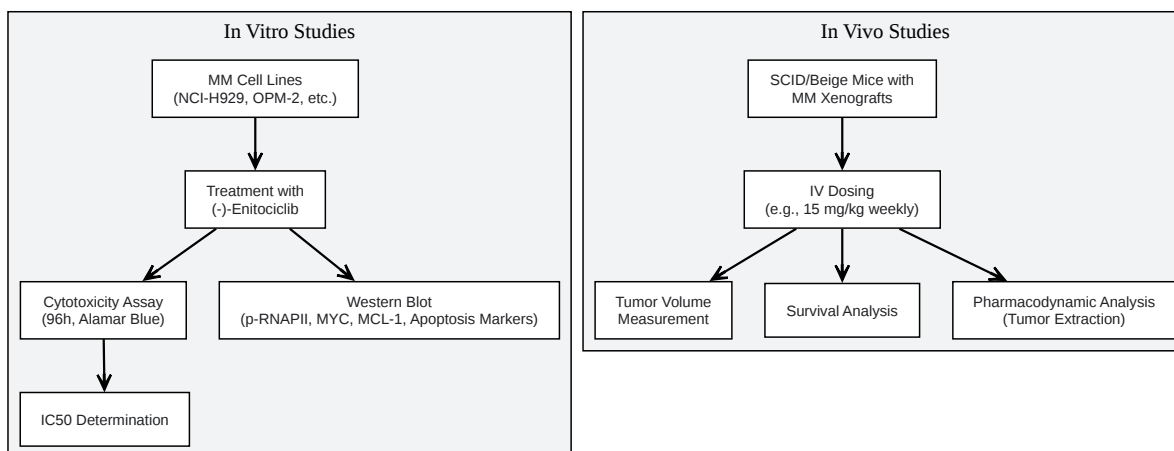 In Vitro Studies
MM Cell Lines
(NCI-H929, OPM-2, etc.)
Treatment with
(-)-Enitociclib
Cytotoxicity Assay
(96h, Alamar Blue)
Western Blot
(p-RNAPII, MYC, MCL-1, Apoptosis Markers)
IC50 Determination
In Vivo Studies
SCID/Beige Mice with
MM Xenografts
IV Dosing
(e.g., 15 mg/kg weekly)
Tumor Volume
Measurement
Survival Analysis
Pharmacodynamic Analysis
(Tumor Extraction)